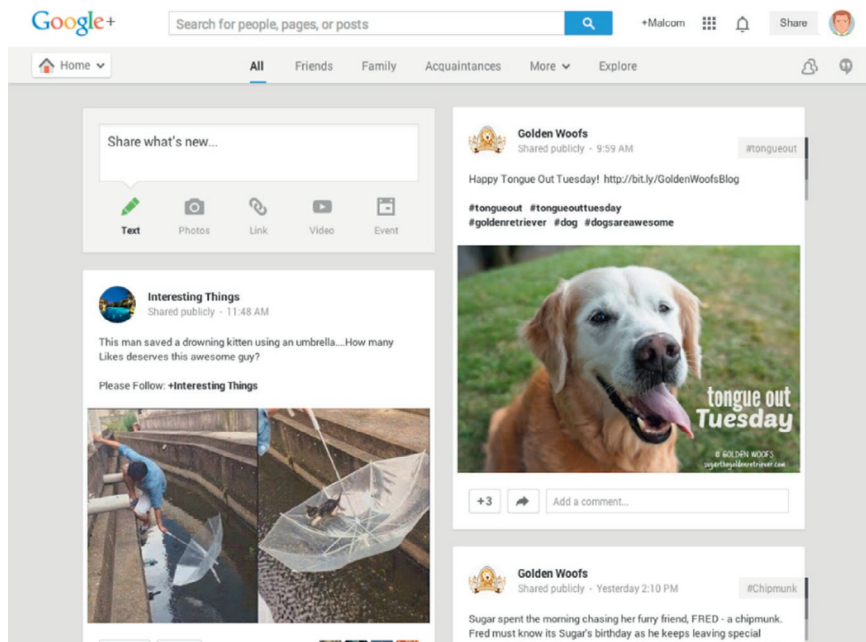 Google+
Search for people, pages, or posts
+Malcom
Share
Home
All
Friends
Family
Acquaintances
More
Explore
Share what's new...
Text
Photos
Link
Video
Event
Interesting Things
Shared publicly - 11:48 AM
This man saved a drowning kitten using an umbrella....How many
Likes deserves this awesome guy?
Please Follow: +Interesting Things
Golden Woofs
Shared publicly - 9:59 AM
#tongueout
Happy Tongue Out Tuesday! http://bit.ly/GoldenWoofsBlog
#tongueout #tongueouttuesday
#goldenretriever #dog #dogsareawesome
tongue out
Tuesday
© GOLDEN WOOFS
sugarthegoldenretriever.com
+3
Add a comment...
Golden Woofs
Shared publicly - Yesterday 2:10 PM
#Chipmunk
Sugar spent the morning chasing her furry friend, FRED - a chipmunk.
Fred must know its Sugar's birthday as he keeps leaving special